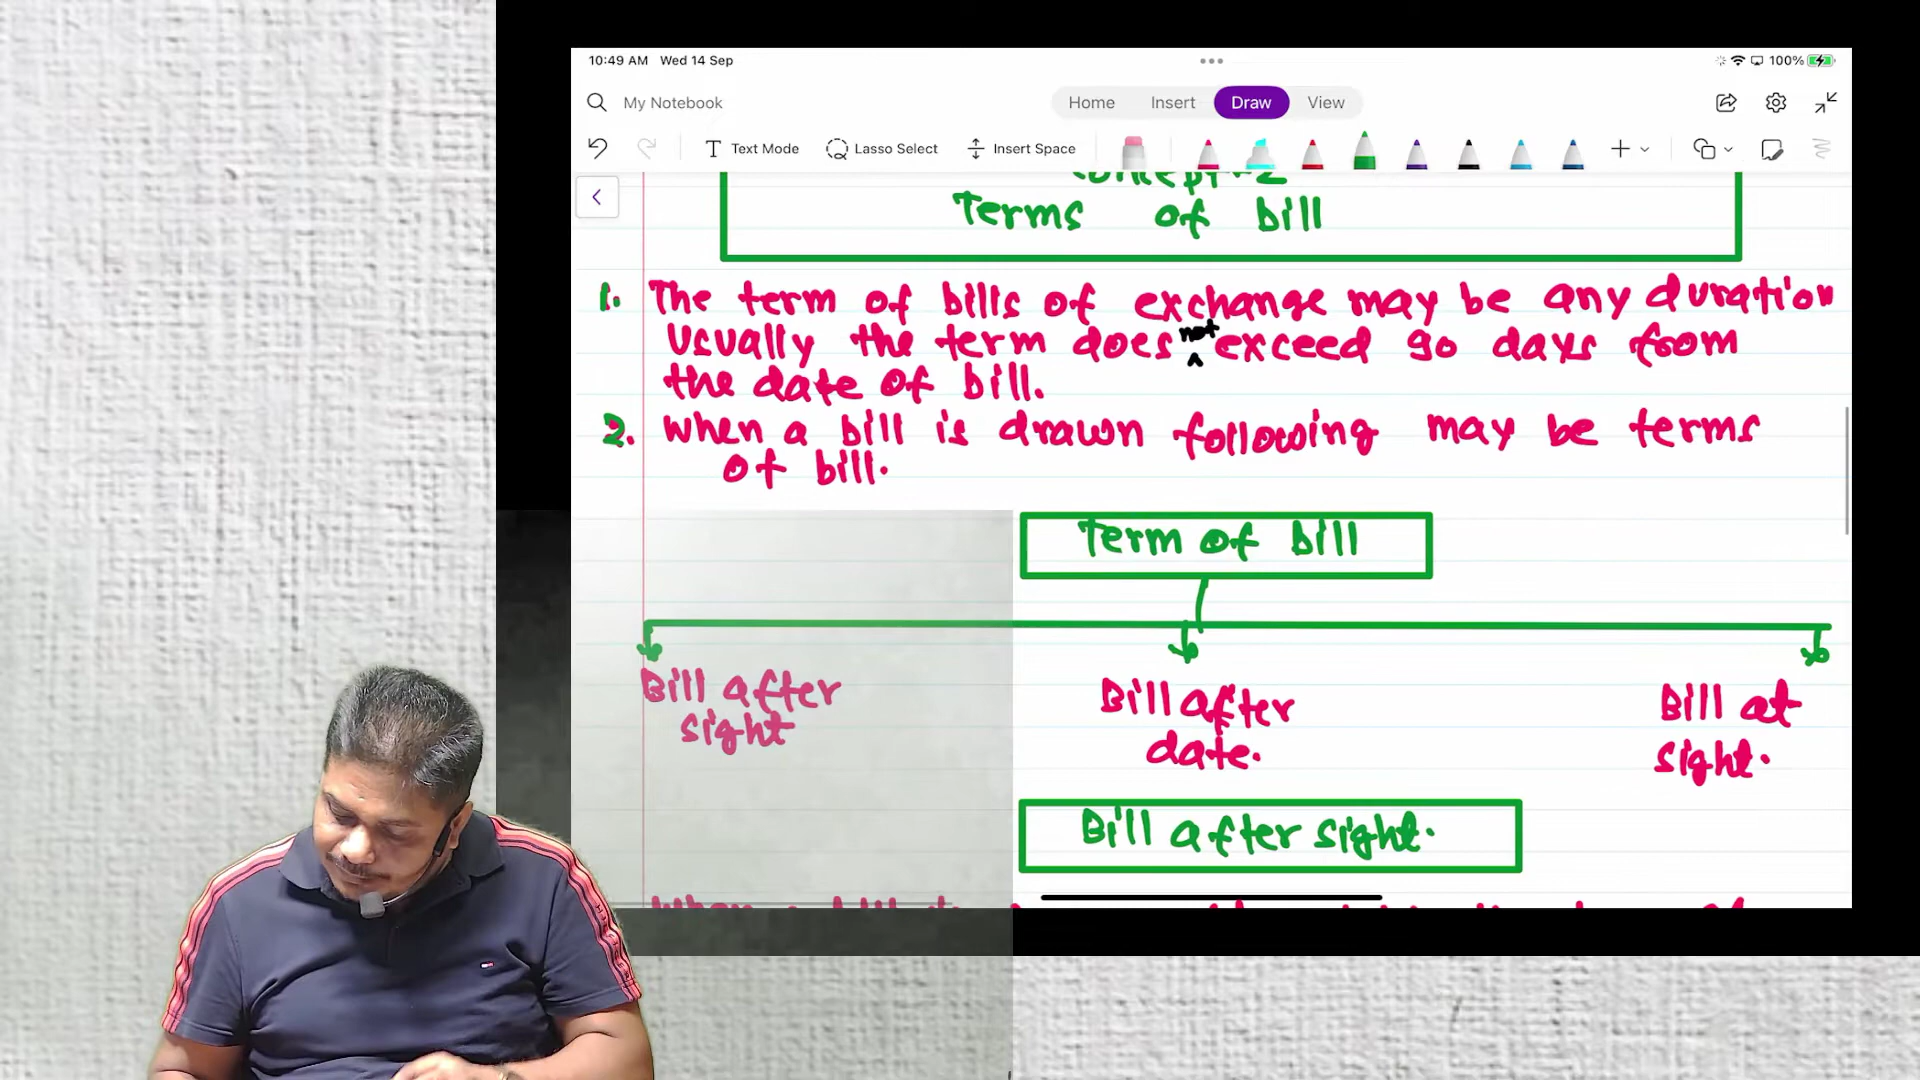 10:49 AM Wed 14 Sep
100%
My Notebook
Home Insert Draw View
Text Mode Lasso Select Insert Space
Concept-2
Terms of bill
1. The term of bills of exchange may be any duration
Usually the term does not exceed 90 days from
the date of bill.
2. When a bill is drawn following may be terms
of bill.
Term of bill
Bill after
sight
Bill after
date.
Bill at
sight.
Bill after sight.